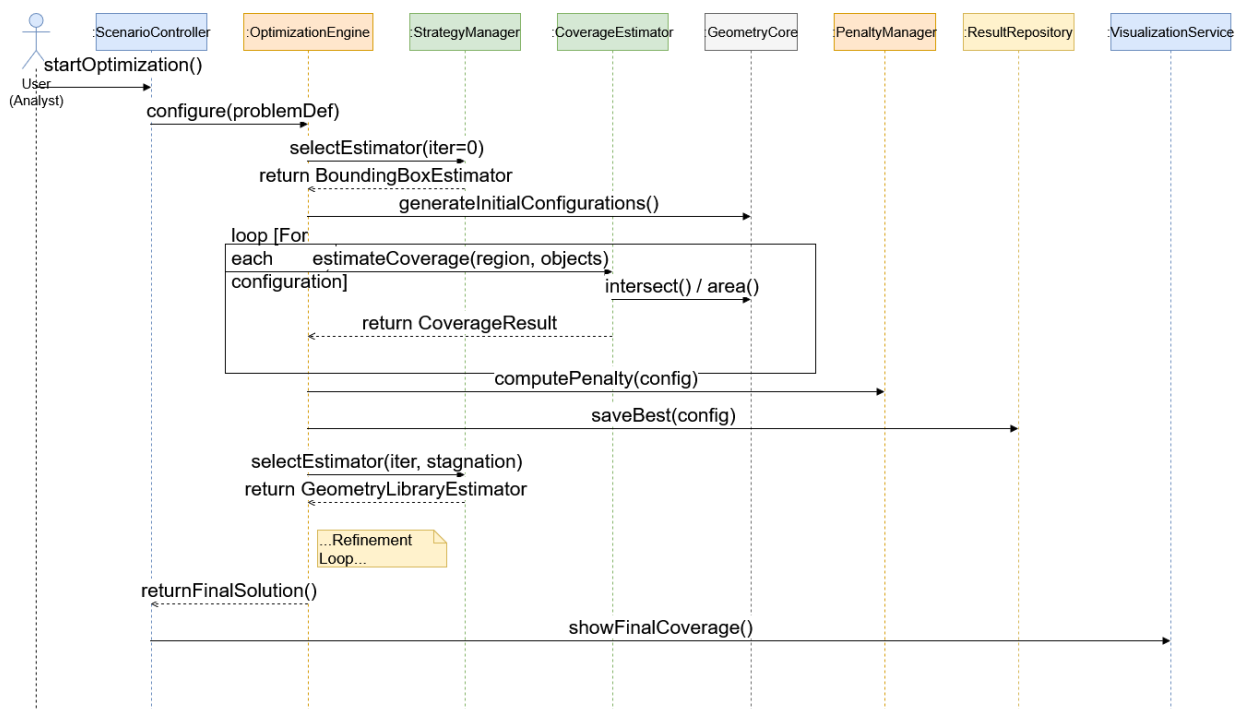 :ScenarioController
:OptimizationEngine
:StrategyManager
:CoverageEstimator
:GeometryCore
:PenaltyManager
:ResultRepository
:VisualizationService
startOptimization()
User
(Analyst)
configure(problemDef)
selectEstimator(iter=0)
return BoundingBoxEstimator
generateInitialConfigurations()
loop [For
each
configuration]
estimateCoverage(region, objects)
intersect() / area()
return CoverageResult
computePenalty(config)
saveBest(config)
selectEstimator(iter, stagnation)
return GeometryLibraryEstimator
...Refinement
Loop...
returnFinalSolution()
showFinalCoverage()